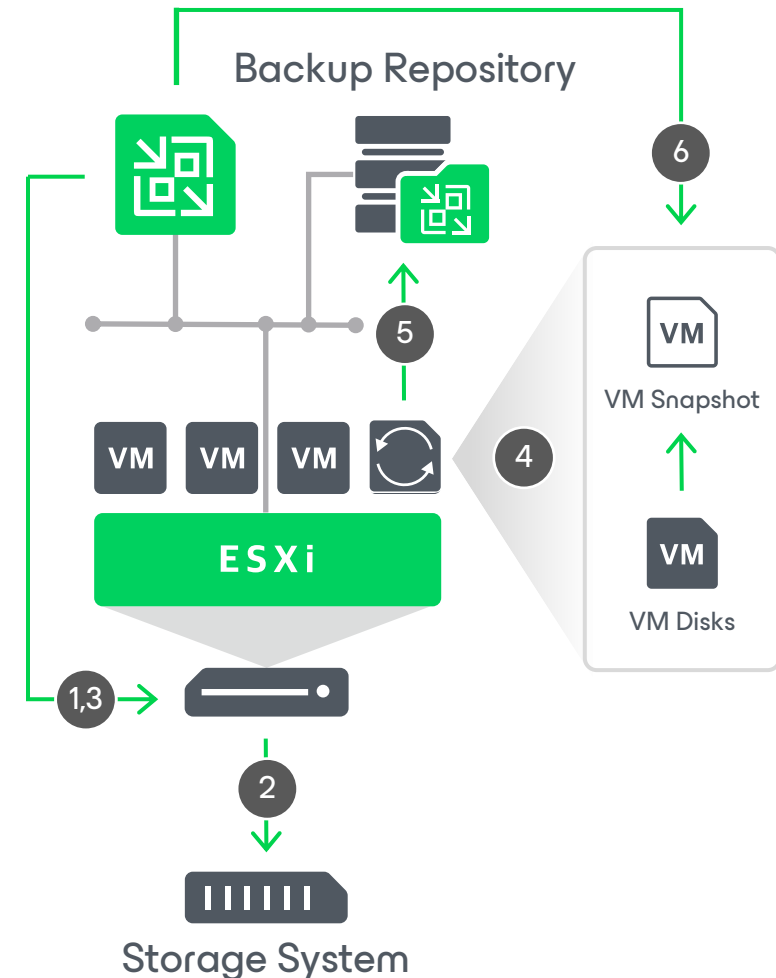 Backup Repository
6
5
VM
VM Snapshot
VM
VM
VM
4
ESXi
VM
VM Disks
1,3
2
Storage System